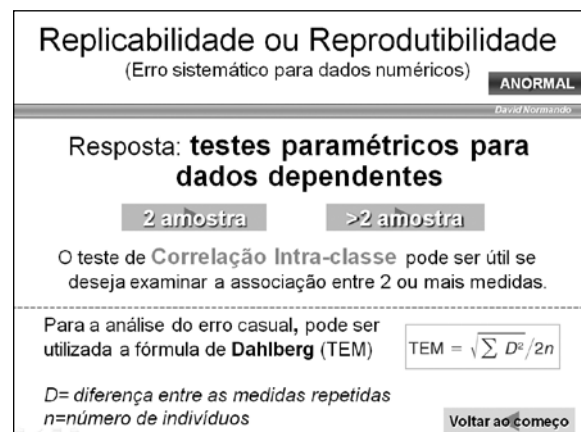 Replicabilidade ou Reprodutibilidade
(Erro sistemático para dados numéricos)
ANORMAL
David Normando
Resposta: testes paramétricos para
dados dependentes
2 amostra
>2 amostra
O teste de Correlação Intra-classe pode ser útil se
deseja examinar a associação entre 2 ou mais medidas.
Para a análise do erro casual, pode ser
utilizada a fórmula de Dahlberg (TEM)
TEM = √∑ D²/2n
D= diferença entre as medidas repetidas
n=número de indivíduos
Voltar ao começo